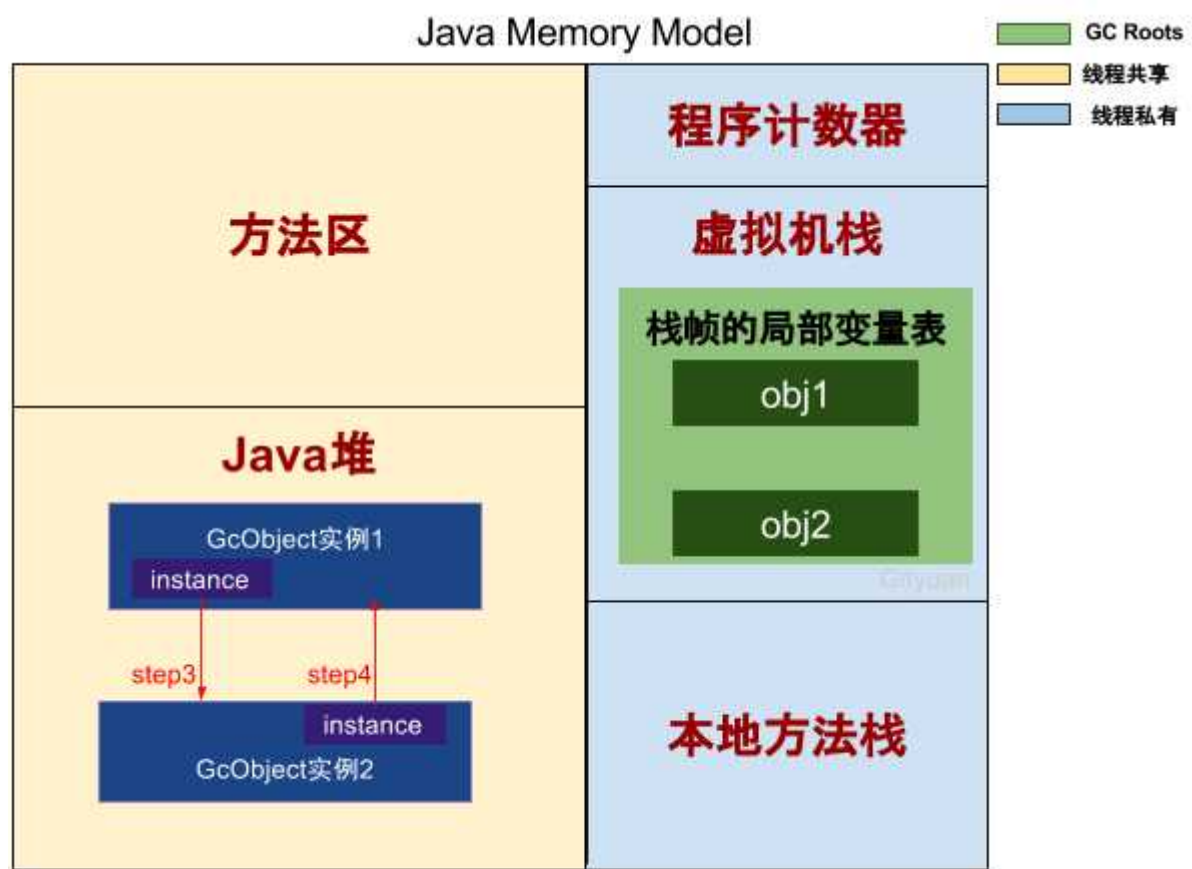 Java Memory Model
GC Roots
线程共享
线程私有
方法区
程序计数器
虚拟机栈
栈帧的局部变量表
obj1
obj2
Gityuan
Java堆
GcObject实例1
instance
step3
step4
instance
GcObject实例2
本地方法栈